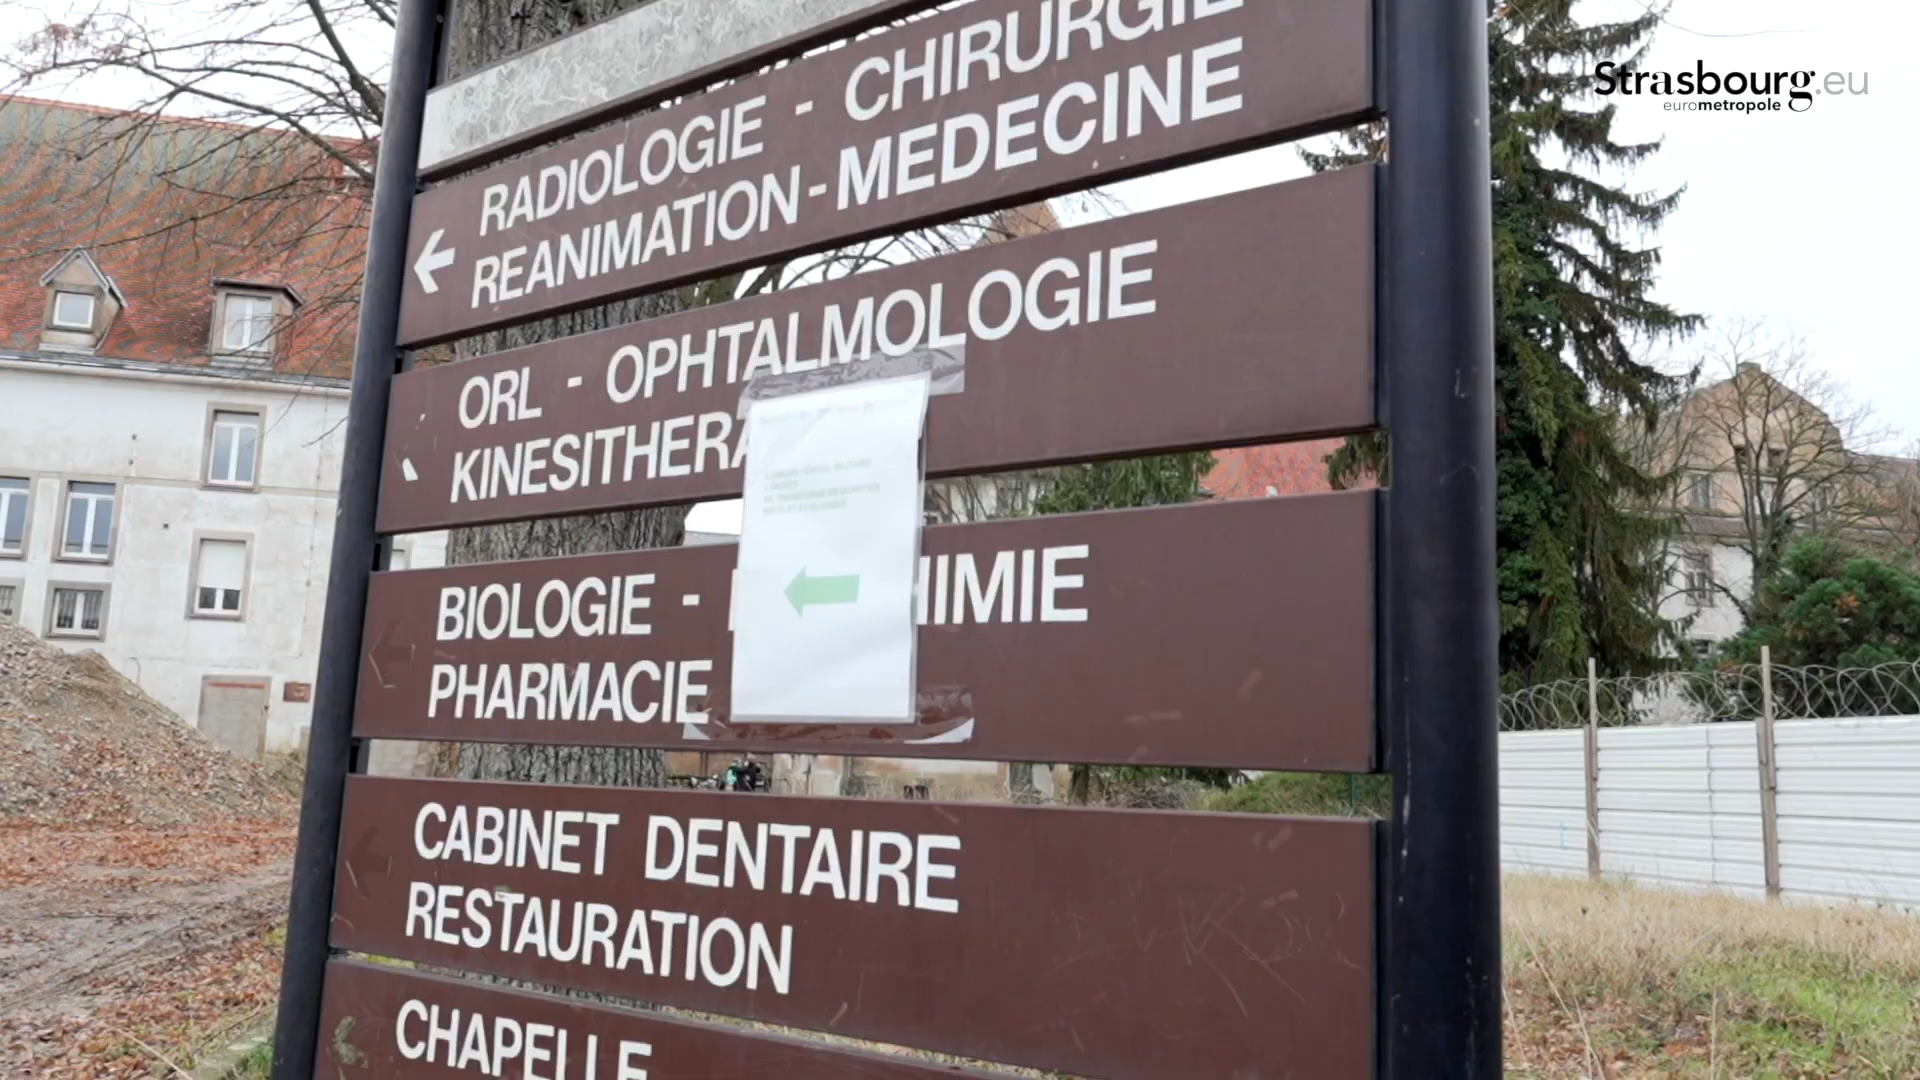 Strasbourg.eu
eurometropole
RADIOLOGIE - CHIRURGIE
REANIMATION - MEDECINE
ORL - OPHTALMOLOGIE
KINESITHERA
BIOLOGIE - HIMIE
PHARMACIE
CABINET DENTAIRE
RESTAURATION
CHAPELLE